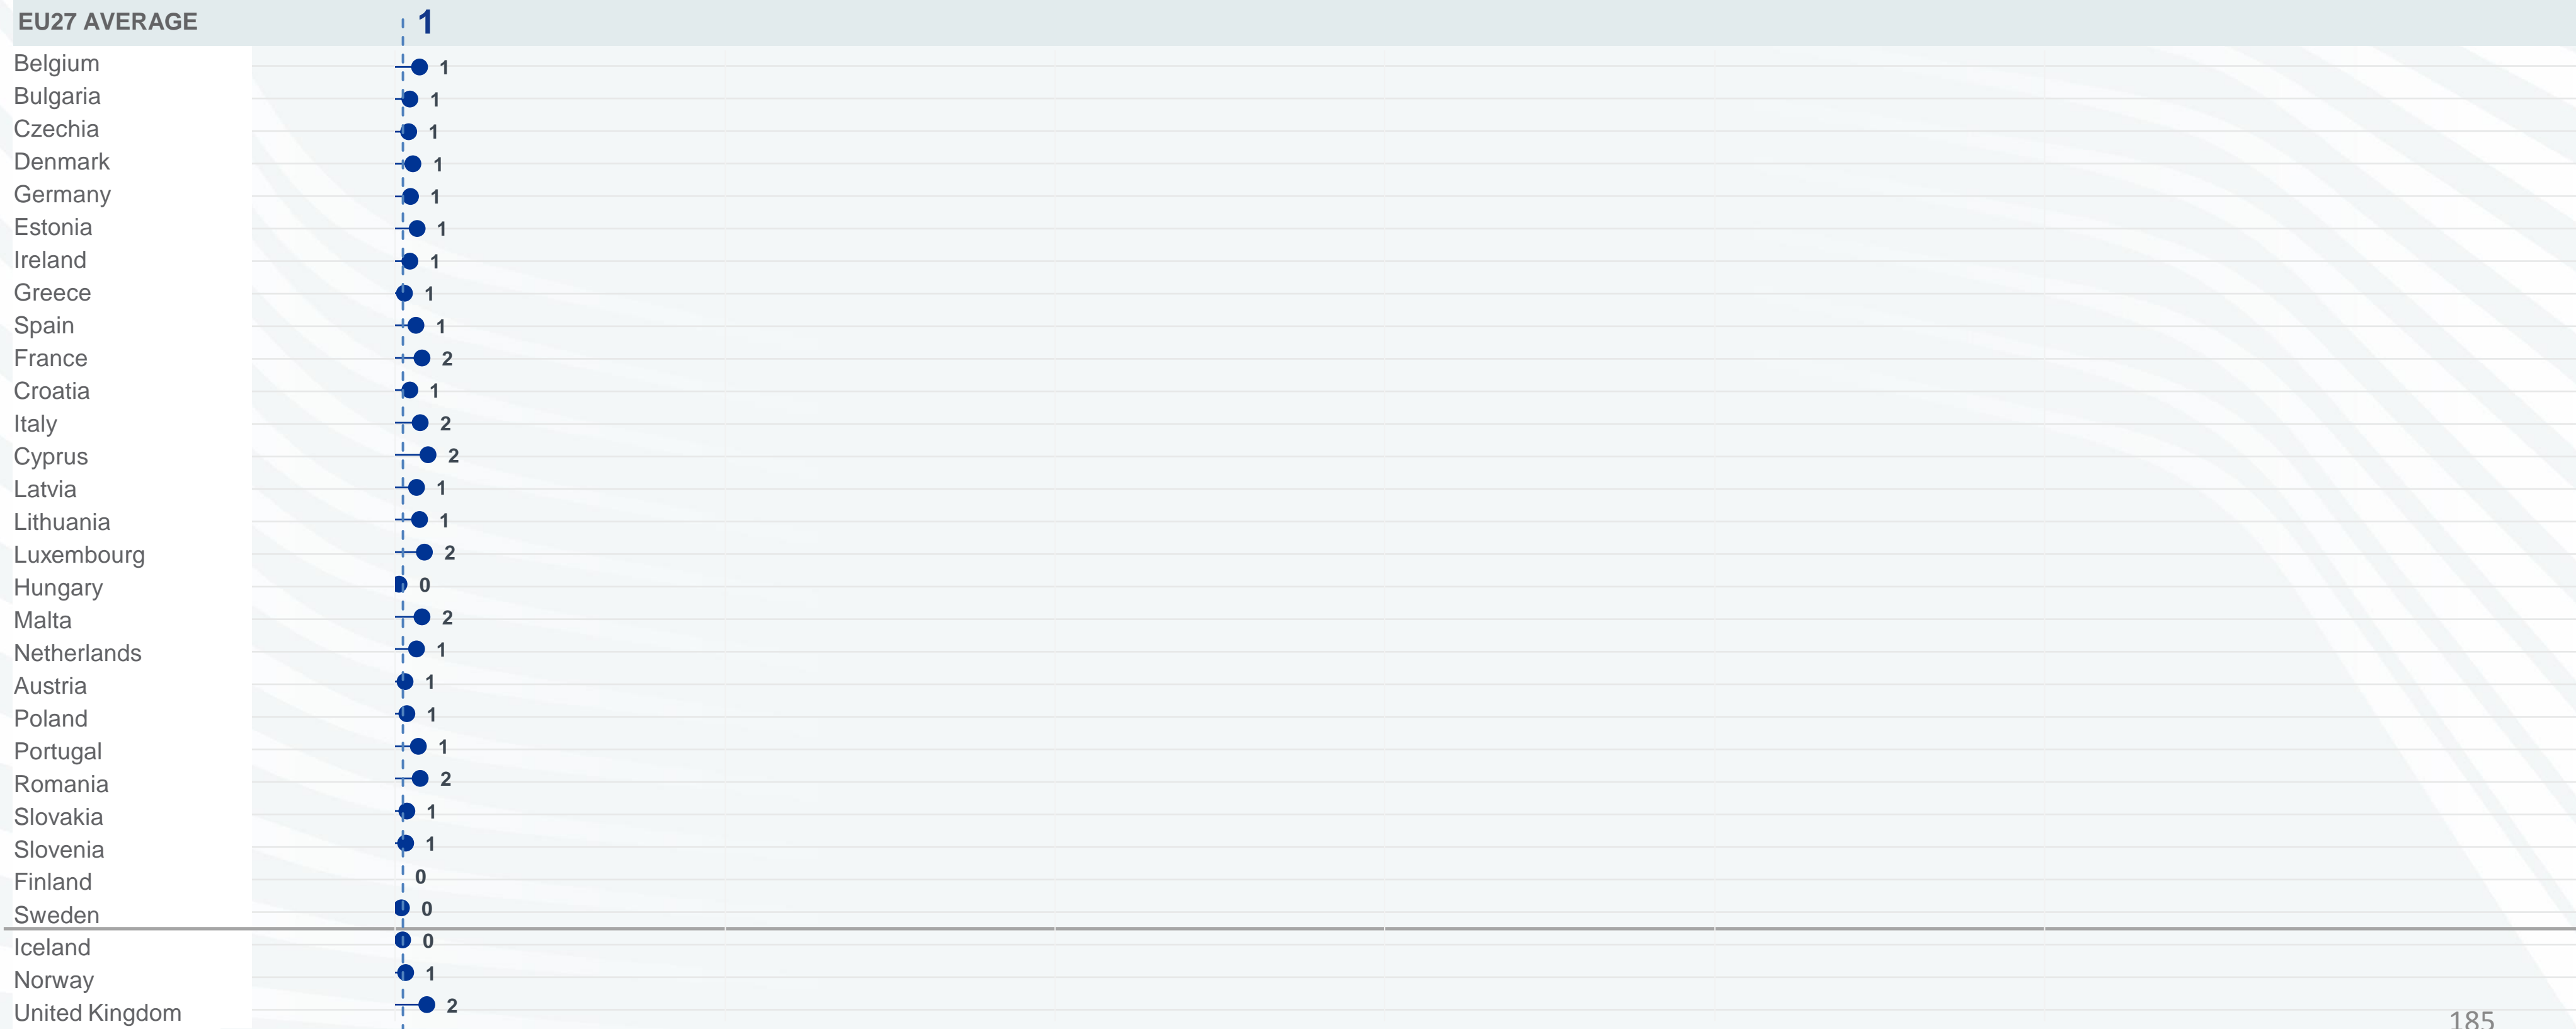 EU27 AVERAGE 1
Belgium 1
Bulgaria 1
Czechia 1
Denmark 1
Germany 1
Estonia 1
Ireland 1
Greece 1
Spain 1
France 2
Croatia 1
Italy 2
Cyprus 2
Latvia 1
Lithuania 1
Luxembourg 2
Hungary 0
Malta 2
Netherlands 1
Austria 1
Poland 1
Portugal 1
Romania 2
Slovakia 1
Slovenia 1
Finland 0
Sweden 0
Iceland 0
Norway 1
United Kingdom 2
185